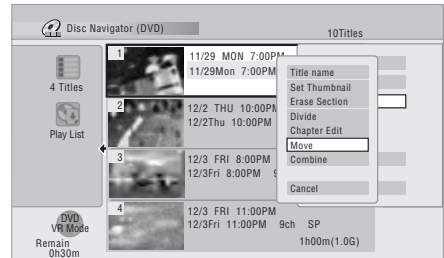 Disc Navigator (DVD)
10Titles
4 Titles
Play List
DVD
VR Mode
Remain
0h30m
1
11/29 MON 7:00PM
11/29Mon 7:00PM
2
12/2 THU 10:00PM
12/2Thu 10:00PM
3
12/3 FRI 8:00PM
12/3Fri 8:00PM
4
12/3 FRI 11:00PM
12/3Fri 11:00PM 9ch SP
1h00m(1.0G)
Title name
Set Thumbnail
Erase Section
Divide
Chapter Edit
Move
Combine
Cancel